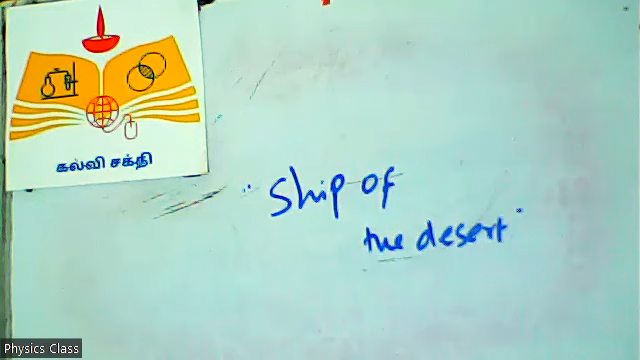 கல்வி சக்தி
"Ship of
the desert"
Physics Class